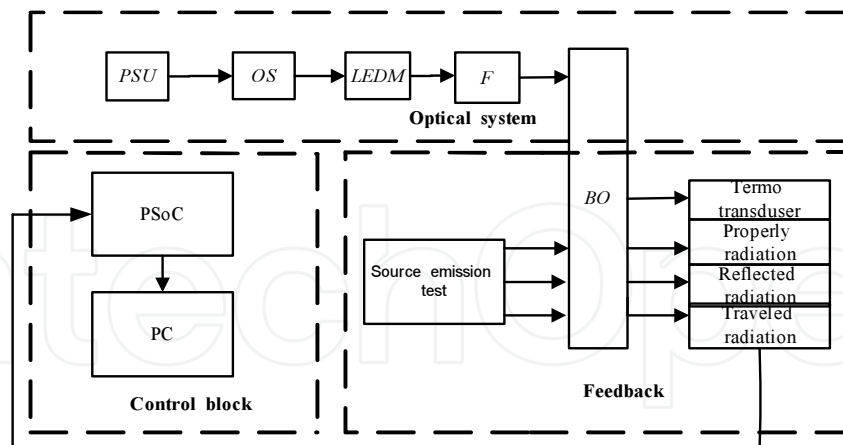 PSU
OS
LEDM
F
Optical system
PSoC
PC
Control block
Source emission
test
BO
Termo
transduser
Properly
radiation
Reflected
radiation
Traveled
radiation
Feedback
ntechOpe